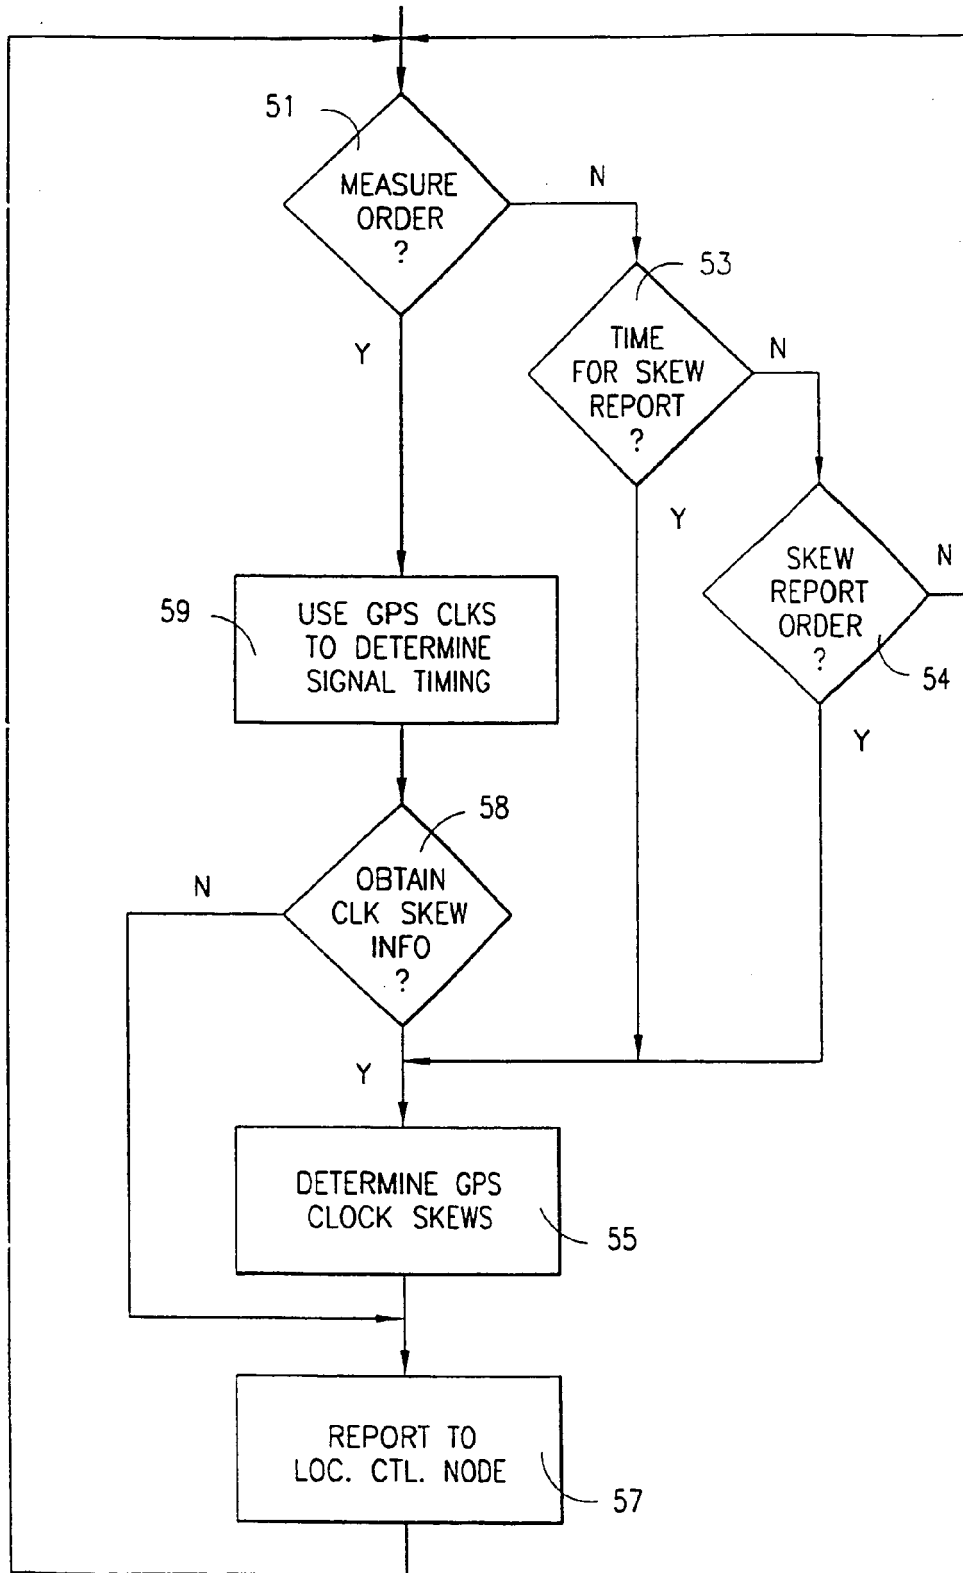 51
MEASURE
ORDER
?
N
Y
53
TIME
FOR SKEW
REPORT
?
N
Y
SKEW
REPORT
ORDER
?
N
54
Y
59
USE GPS CLKS
TO DETERMINE
SIGNAL TIMING
58
OBTAIN
CLK SKEW
INFO
?
N
Y
DETERMINE GPS
CLOCK SKEWS
55
REPORT TO
LOC. CTL. NODE
57